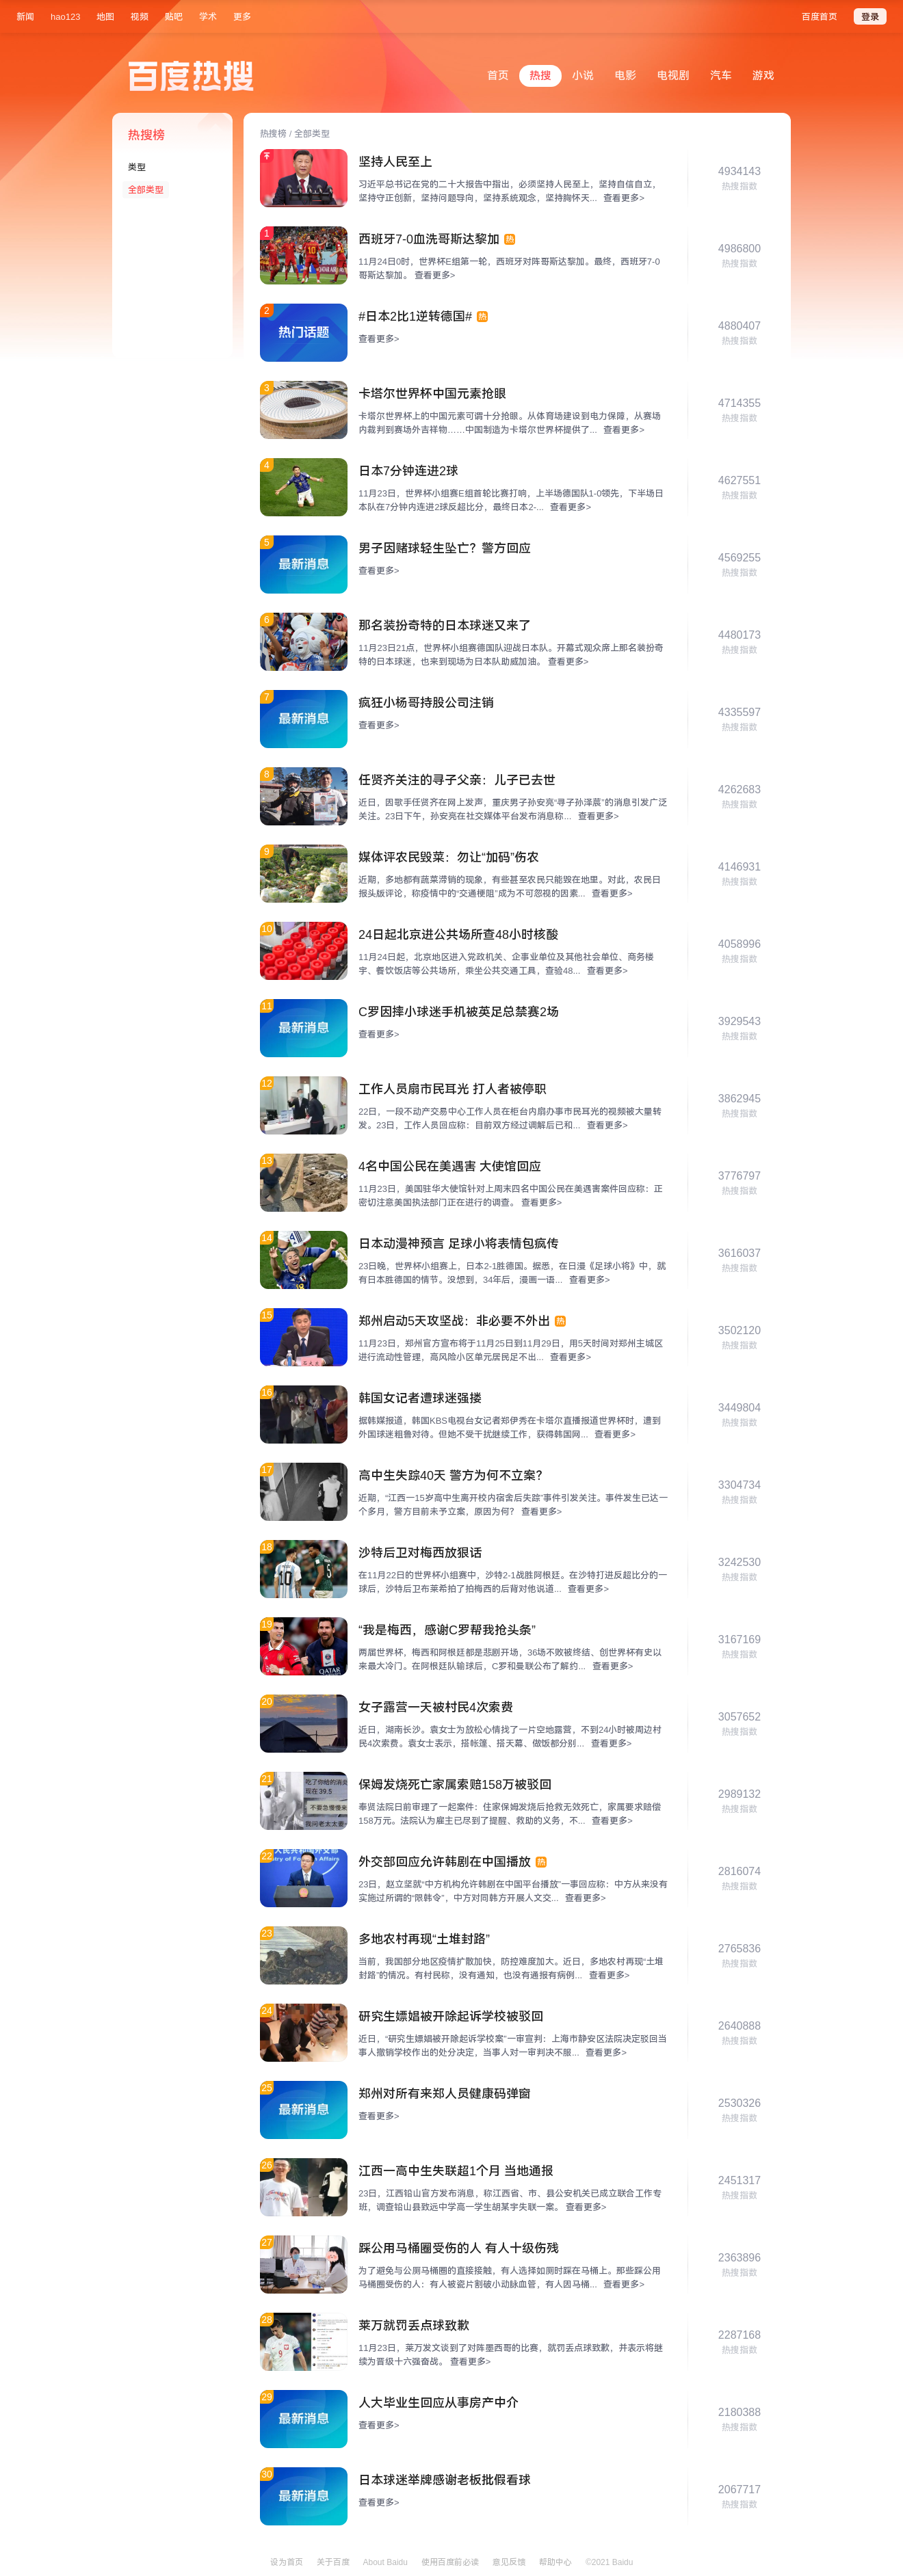 新闻 hao123 地图 视频 贴吧 学术 更多 百度首页 登录
百度热搜
首页 热搜 小说 电影 电视剧 汽车 游戏
热搜榜
类型
全部类型
热搜榜 / 全部类型
坚持人民至上
习近平总书记在党的二十大报告中指出，必须坚持人民至上，坚持自信自立，
坚持守正创新，坚持问题导向，坚持系统观念，坚持胸怀天... 查看更多>
4934143
热搜指数
1
西班牙7-0血洗哥斯达黎加 热
11月24日0时，世界杯E组第一轮，西班牙对阵哥斯达黎加。最终，西班牙7-0
哥斯达黎加。 查看更多>
4986800
热搜指数
2
热门话题
#日本2比1逆转德国# 热
查看更多>
4880407
热搜指数
3
卡塔尔世界杯中国元素抢眼
卡塔尔世界杯上的中国元素可谓十分抢眼。从体育场建设到电力保障，从赛场
内裁判到赛场外吉祥物……中国制造为卡塔尔世界杯提供了... 查看更多>
4714355
热搜指数
4
日本7分钟连进2球
11月23日，世界杯小组赛E组首轮比赛打响，上半场德国队1-0领先，下半场日
本队在7分钟内连进2球反超比分，最终日本2-... 查看更多>
4627551
热搜指数
5
最新消息
男子因赌球轻生坠亡？警方回应
查看更多>
4569255
热搜指数
6
那名装扮奇特的日本球迷又来了
11月23日21点，世界杯小组赛德国队迎战日本队。开幕式观众席上那名装扮奇
特的日本球迷，也来到现场为日本队助威加油。 查看更多>
4480173
热搜指数
7
最新消息
疯狂小杨哥持股公司注销
查看更多>
4335597
热搜指数
8
任贤齐关注的寻子父亲：儿子已去世
近日，因歌手任贤齐在网上发声，重庆男子孙安亮“寻子孙泽晨”的消息引发广泛
关注。23日下午，孙安亮在社交媒体平台发布消息称... 查看更多>
4262683
热搜指数
9
媒体评农民毁菜：勿让“加码”伤农
近期，多地都有蔬菜滞销的现象，有些甚至农民只能毁在地里。对此，农民日
报头版评论，称疫情中的“交通梗阻”成为不可忽视的因素... 查看更多>
4146931
热搜指数
10
24日起北京进公共场所查48小时核酸
11月24日起，北京地区进入党政机关、企事业单位及其他社会单位、商务楼
宇、餐饮饭店等公共场所，乘坐公共交通工具，查验48... 查看更多>
4058996
热搜指数
11
最新消息
C罗因摔小球迷手机被英足总禁赛2场
查看更多>
3929543
热搜指数
12
工作人员扇市民耳光 打人者被停职
22日，一段不动产交易中心工作人员在柜台内扇办事市民耳光的视频被大量转
发。23日，工作人员回应称：目前双方经过调解后已和... 查看更多>
3862945
热搜指数
13
4名中国公民在美遇害 大使馆回应
11月23日，美国驻华大使馆针对上周末四名中国公民在美遇害案件回应称：正
密切注意美国执法部门正在进行的调查。 查看更多>
3776797
热搜指数
14
日本动漫神预言 足球小将表情包疯传
23日晚，世界杯小组赛上，日本2-1胜德国。据悉，在日漫《足球小将》中，就
有日本胜德国的情节。没想到，34年后，漫画一语... 查看更多>
3616037
热搜指数
15
郑州启动5天攻坚战：非必要不外出 热
11月23日，郑州官方宣布将于11月25日到11月29日，用5天时间对郑州主城区
进行流动性管理，高风险小区单元居民足不出... 查看更多>
3502120
热搜指数
16
韩国女记者遭球迷强搂
据韩媒报道，韩国KBS电视台女记者郑伊秀在卡塔尔直播报道世界杯时，遭到
外国球迷粗鲁对待。但她不受干扰继续工作，获得韩国网... 查看更多>
3449804
热搜指数
17
高中生失踪40天 警方为何不立案？
近期，“江西一15岁高中生离开校内宿舍后失踪”事件引发关注。事件发生已达一
个多月，警方目前未予立案，原因为何？ 查看更多>
3304734
热搜指数
18
沙特后卫对梅西放狠话
在11月22日的世界杯小组赛中，沙特2-1战胜阿根廷。在沙特打进反超比分的一
球后，沙特后卫布莱希拍了拍梅西的后背对他说道... 查看更多>
3242530
热搜指数
19
“我是梅西，感谢C罗帮我抢头条”
两届世界杯，梅西和阿根廷都是悲剧开场，36场不败被终结、创世界杯有史以
来最大冷门。在阿根廷队输球后，C罗和曼联公布了解约... 查看更多>
3167169
热搜指数
20
女子露营一天被村民4次索费
近日，湖南长沙。袁女士为放松心情找了一片空地露营，不到24小时被周边村
民4次索费。袁女士表示，搭帐篷、搭天幕、做饭都分别... 查看更多>
3057652
热搜指数
21
保姆发烧死亡家属索赔158万被驳回
奉贤法院日前审理了一起案件：住家保姆发烧后抢救无效死亡，家属要求赔偿
158万元。法院认为雇主已尽到了提醒、救助的义务，不... 查看更多>
2989132
热搜指数
22
外交部回应允许韩剧在中国播放 热
23日，赵立坚就“中方机构允许韩剧在中国平台播放”一事回应称：中方从来没有
实施过所谓的“限韩令”，中方对同韩方开展人文交... 查看更多>
2816074
热搜指数
23
多地农村再现“土堆封路”
当前，我国部分地区疫情扩散加快，防控难度加大。近日，多地农村再现“土堆
封路”的情况。有村民称，没有通知，也没有通报有病例... 查看更多>
2765836
热搜指数
24
研究生嫖娼被开除起诉学校被驳回
近日，“研究生嫖娼被开除起诉学校案”一审宣判：上海市静安区法院决定驳回当
事人撤销学校作出的处分决定，当事人对一审判决不服... 查看更多>
2640888
热搜指数
25
最新消息
郑州对所有来郑人员健康码弹窗
查看更多>
2530326
热搜指数
26
江西一高中生失联超1个月 当地通报
23日，江西铅山官方发布消息，称江西省、市、县公安机关已成立联合工作专
班，调查铅山县致远中学高一学生胡某宇失联一案。 查看更多>
2451317
热搜指数
27
踩公用马桶圈受伤的人 有人十级伤残
为了避免与公厕马桶圈的直接接触，有人选择如厕时踩在马桶上。那些踩公用
马桶圈受伤的人：有人被瓷片割破小动脉血管，有人因马桶... 查看更多>
2363896
热搜指数
28
莱万就罚丢点球致歉
11月23日，莱万发文谈到了对阵墨西哥的比赛，就罚丢点球致歉，并表示将继
续为晋级十六强奋战。 查看更多>
2287168
热搜指数
29
最新消息
人大毕业生回应从事房产中介
查看更多>
2180388
热搜指数
30
最新消息
日本球迷举牌感谢老板批假看球
查看更多>
2067717
热搜指数
设为首页 关于百度 About Baidu 使用百度前必读 意见反馈 帮助中心 ©2021 Baidu